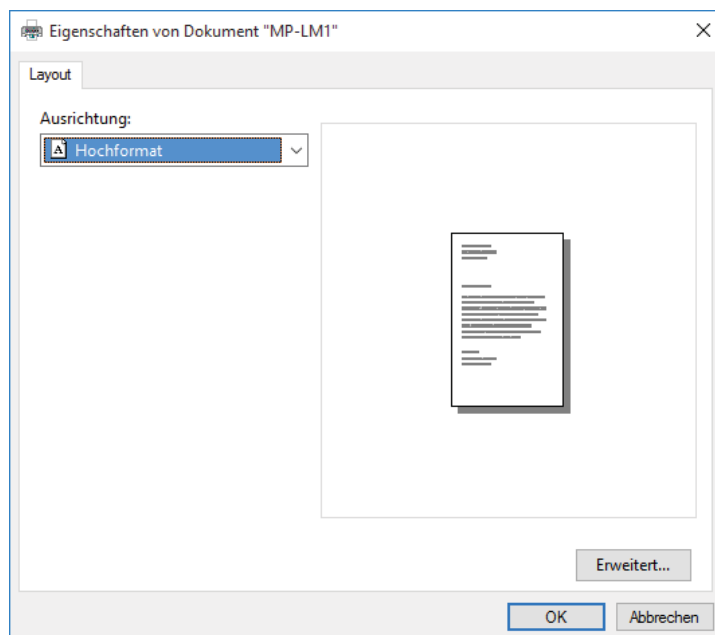 Eigenschaften von Dokument "MP-LM1"
Layout
Ausrichtung:
A Hochformat
Erweitert...
OK Abbrechen